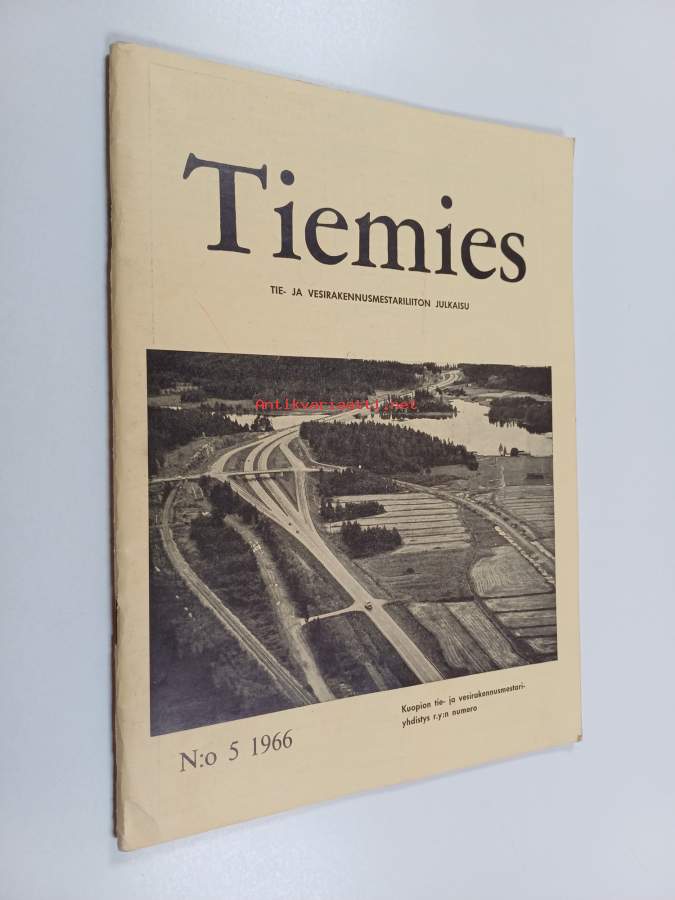 Tiemies
TIE- JA VESIRAKENNUSMESTARILIITON JULKAISU
Antikvariaatti.net
Kuopion tie- ja vesirakennusmestari-
yhdistys r.y:n numero
N:o 5 1966